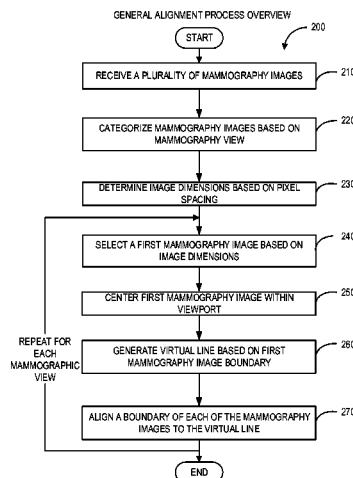 GENERAL ALIGNMENT PROCESS OVERVIEW
START
200
RECEIVE A PLURALITY OF MAMMOGRAPHY IMAGES
210
CATEGORIZE MAMMOGRAPHY IMAGES BASED ON
MAMMOGRAPHY VIEW
220
DETERMINE IMAGE DIMENSIONS BASED ON PIXEL
SPACING
230
SELECT A FIRST MAMMOGRAPHY IMAGE BASED ON
IMAGE DIMENSIONS
240
CENTER FIRST MAMMOGRAPHY IMAGE WITHIN
VIEWPORT
250
REPEAT FOR
EACH
MAMMOGRAPHIC
VIEW
GENERATE VIRTUAL LINE BASED ON FIRST
MAMMOGRAPHY IMAGE BOUNDARY
260
ALIGN A BOUNDARY OF EACH OF THE MAMMOGRAPHY
IMAGES TO THE VIRTUAL LINE
270
END